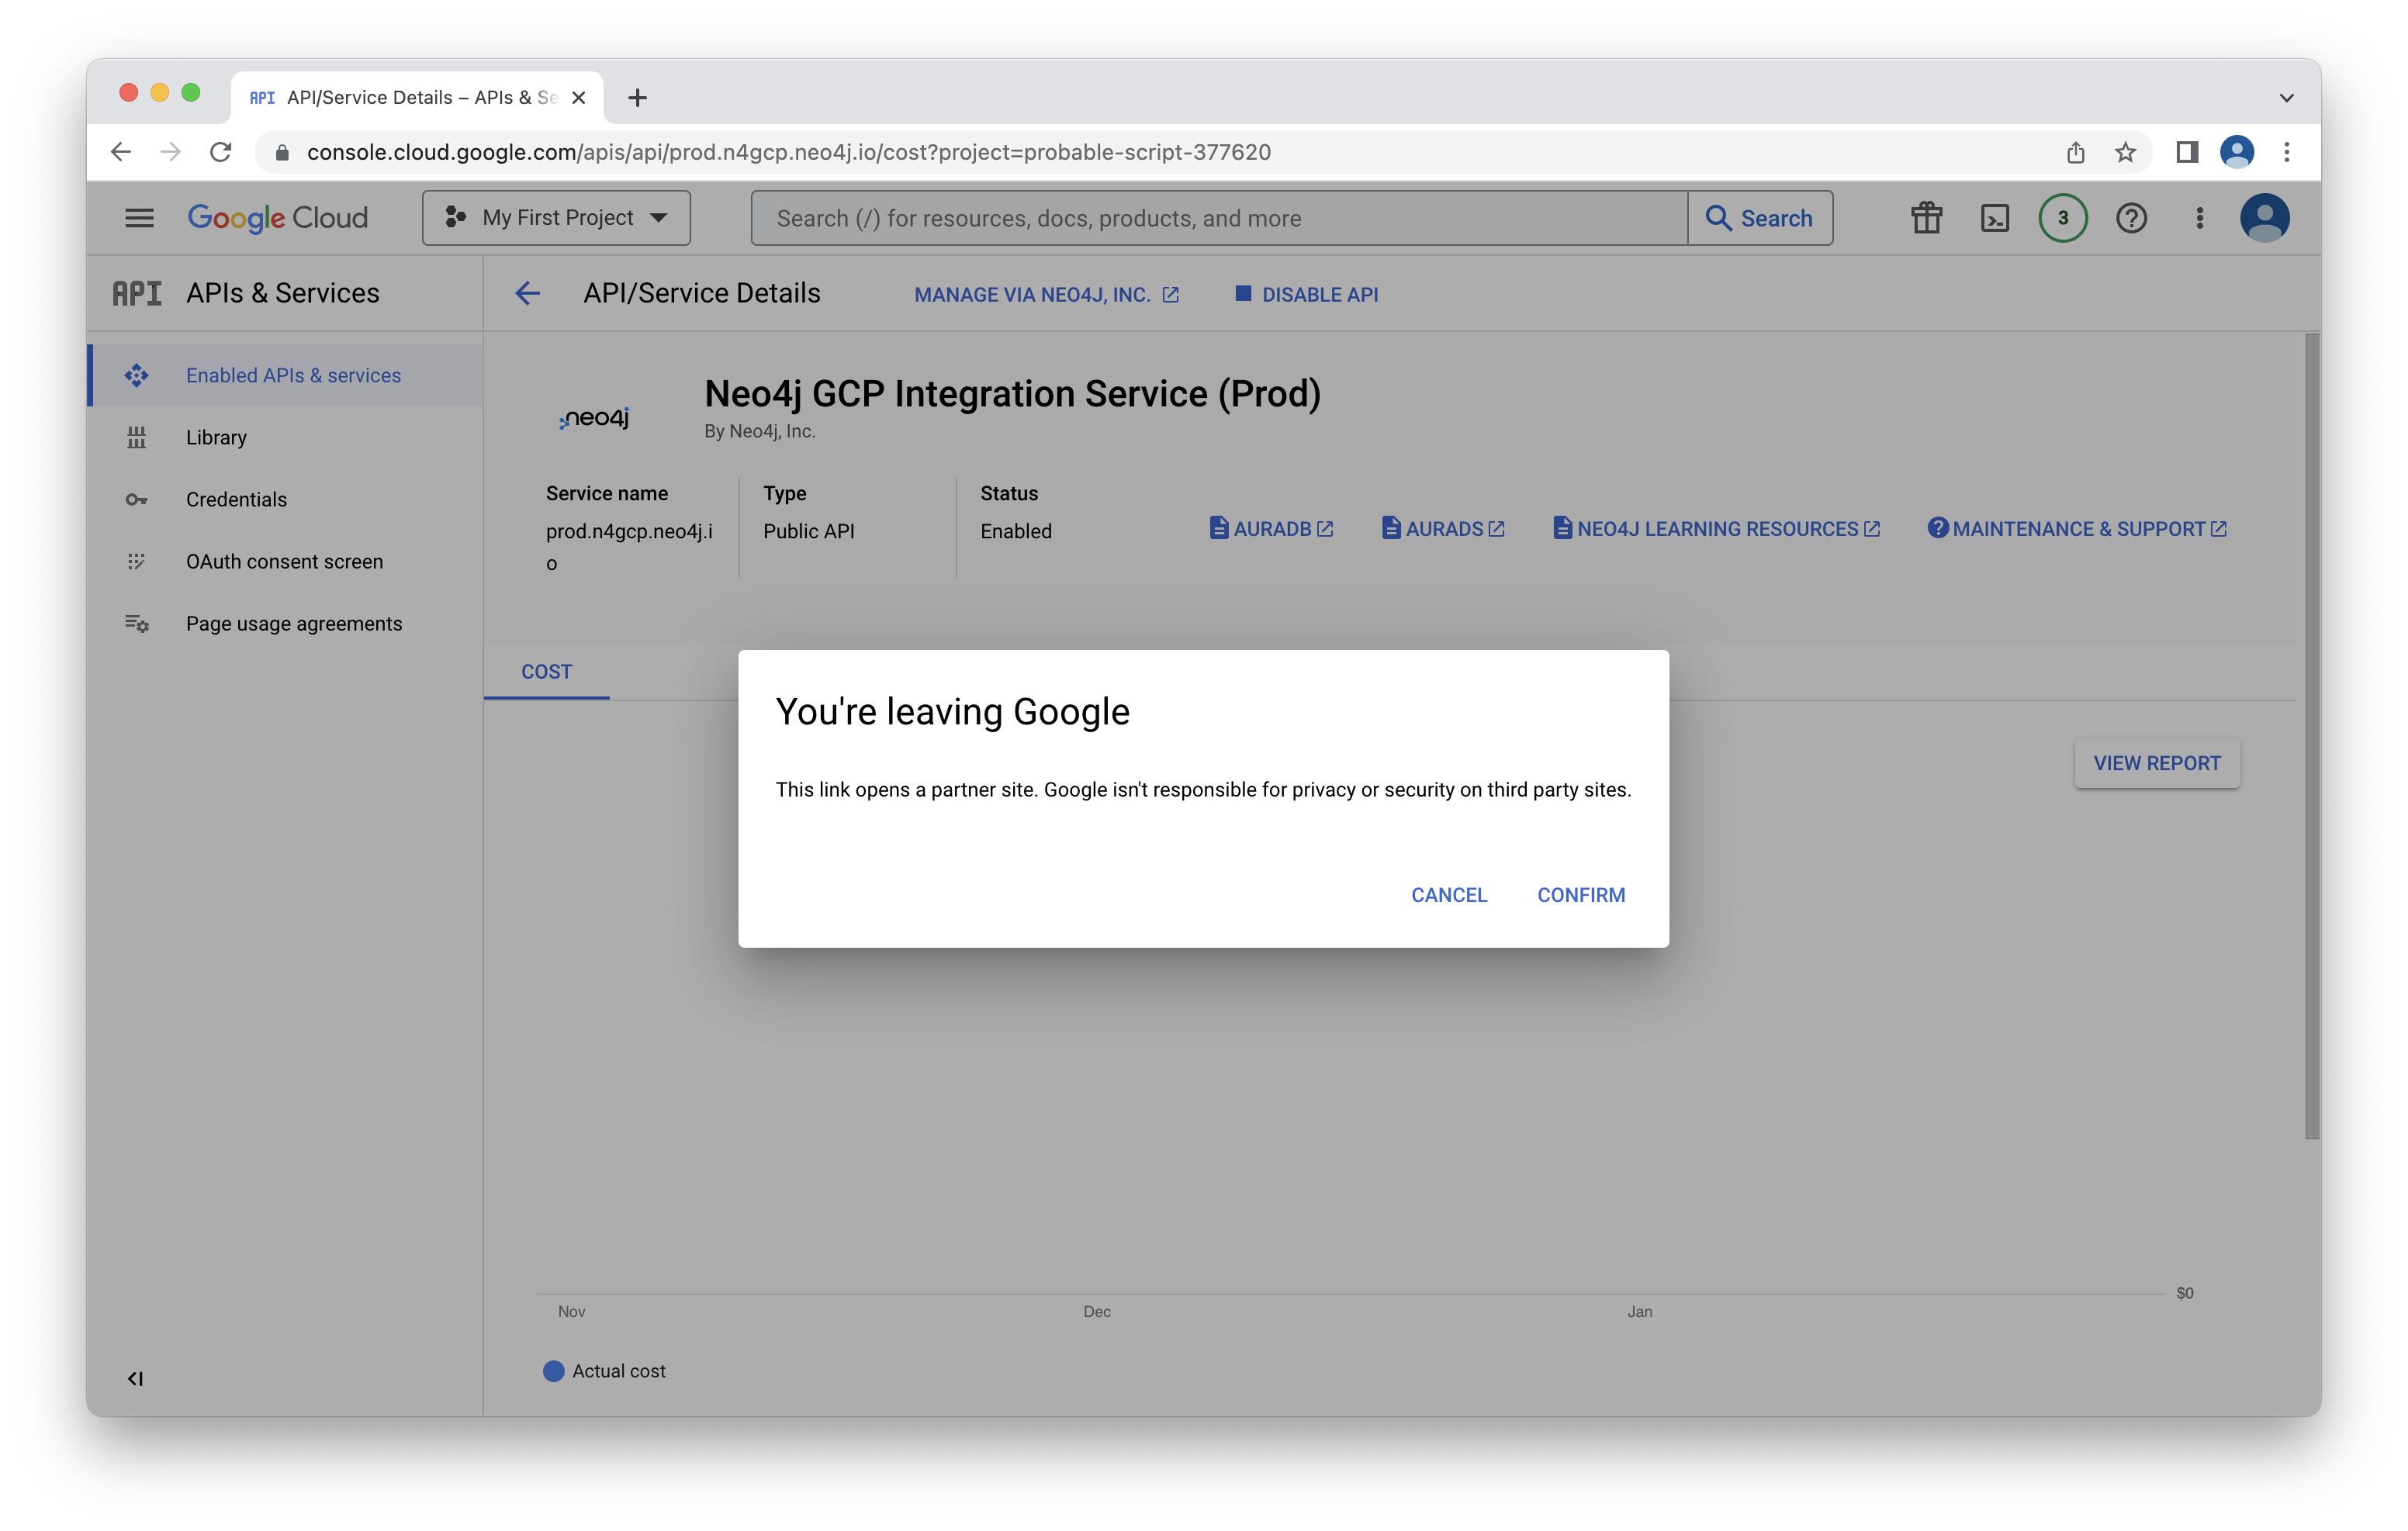 API API/Service Details – APIs & Se
console.cloud.google.com/apis/api/prod.n4gcp.neo4j.io/cost?project=probable-script-377620
Google Cloud
My First Project
Search (/) for resources, docs, products, and more
Search
3
API APIs & Services
API/Service Details
MANAGE VIA NEO4J, INC.
DISABLE API
Enabled APIs & services
Library
Credentials
OAuth consent screen
Page usage agreements
neo4j
Neo4j GCP Integration Service (Prod)
By Neo4j, Inc.
Service name
prod.n4gcp.neo4j.i
o
Type
Public API
Status
Enabled
AURADB
AURADS
NEO4J LEARNING RESOURCES
MAINTENANCE & SUPPORT
COST
You're leaving Google
This link opens a partner site. Google isn't responsible for privacy or security on third party sites.
CANCEL
CONFIRM
VIEW REPORT
$0
Nov
Dec
Jan
Actual cost